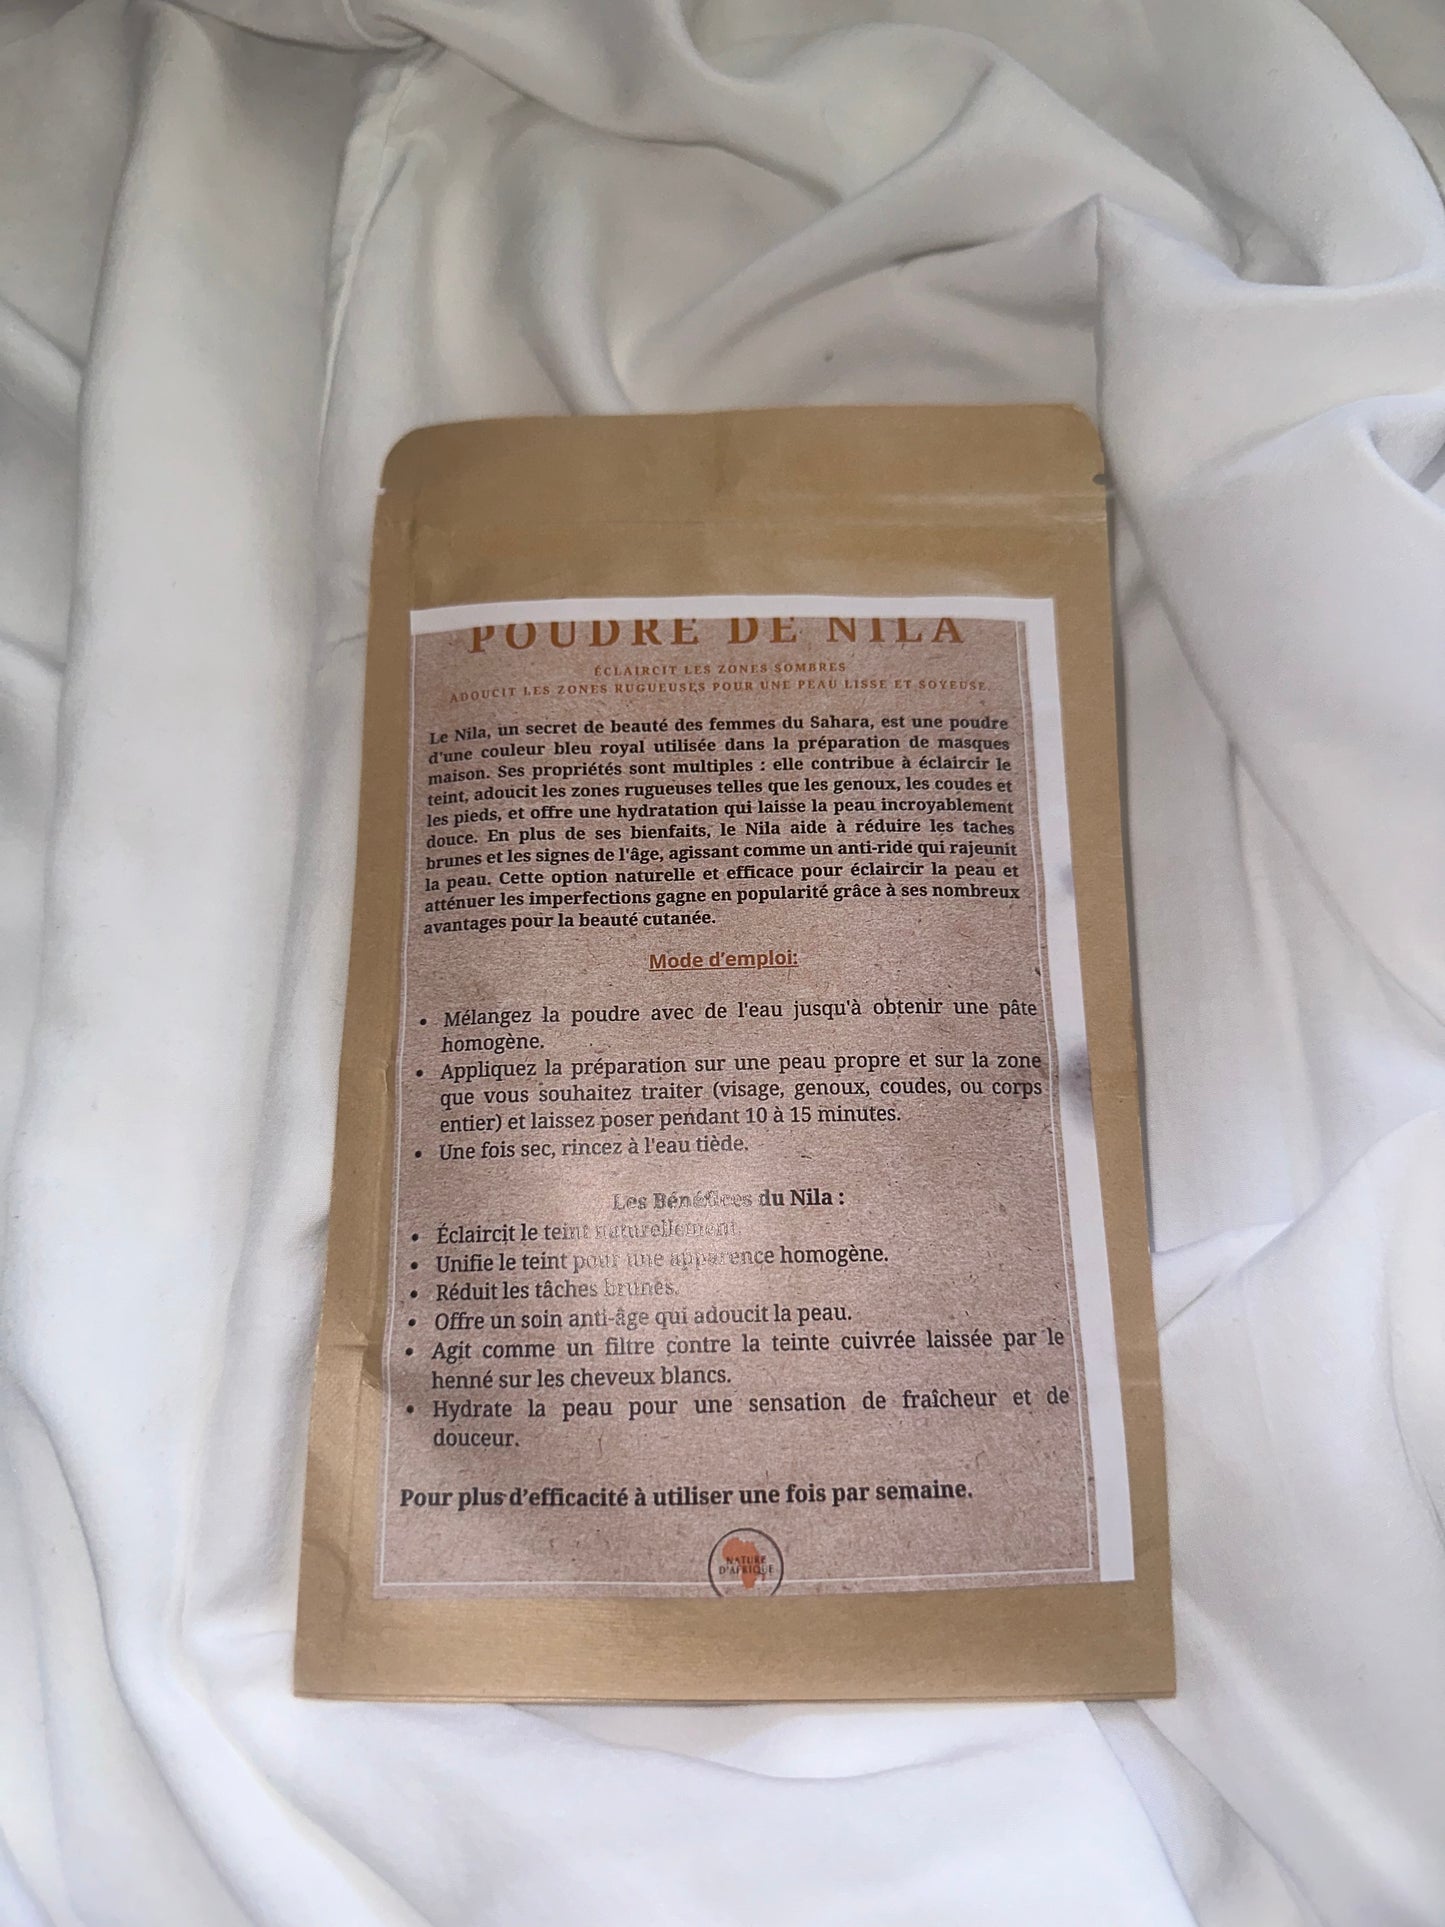 POUDRE DE NILA
ÉCLAIRCIT LES ZONES SOMBRES
ADOUCIT LES ZONES RUGUEUSES POUR UNE PEAU LISSE ET SOYEUSE.
Le Nila, un secret de beauté des femmes du Sahara, est une poudre
d'une couleur bleu royal utilisée dans la préparation de masques
maison. Ses propriétés sont multiples : elle contribue à éclaircir le
teint, adoucit les zones rugueuses telles que les genoux, les coudes et
les pieds, et offre une hydratation qui laisse la peau incroyablement
douce. En plus de ses bienfaits, le Nila aide à réduire les taches
brunes et les signes de l'âge, agissant comme un anti-ride qui rajeunit
la peau. Cette option naturelle et efficace pour éclaircir la peau et
atténuer les imperfections gagne en popularité grâce à ses nombreux
avantages pour la beauté cutanée.
Mode d’emploi:
• Mélangez la poudre avec de l'eau jusqu'à obtenir une pâte
homogène.
• Appliquez la préparation sur une peau propre et sur la zone
que vous souhaitez traiter (visage, genoux, coudes, ou corps
entier) et laissez poser pendant 10 à 15 minutes.
• Une fois sec, rincez à l'eau tiède.
Les Bénéfices du Nila :
• Éclaircit le teint naturellement.
• Unifie le teint pour une apparence homogène.
• Réduit les tâches brunes.
• Offre un soin anti-âge qui adoucit la peau.
• Agit comme un filtre contre la teinte cuivrée laissée par le
henné sur les cheveux blancs.
• Hydrate la peau pour une sensation de fraîcheur et de
douceur.
Pour plus d’efficacité à utiliser une fois par semaine.
NATURE
D'AFRIQUE